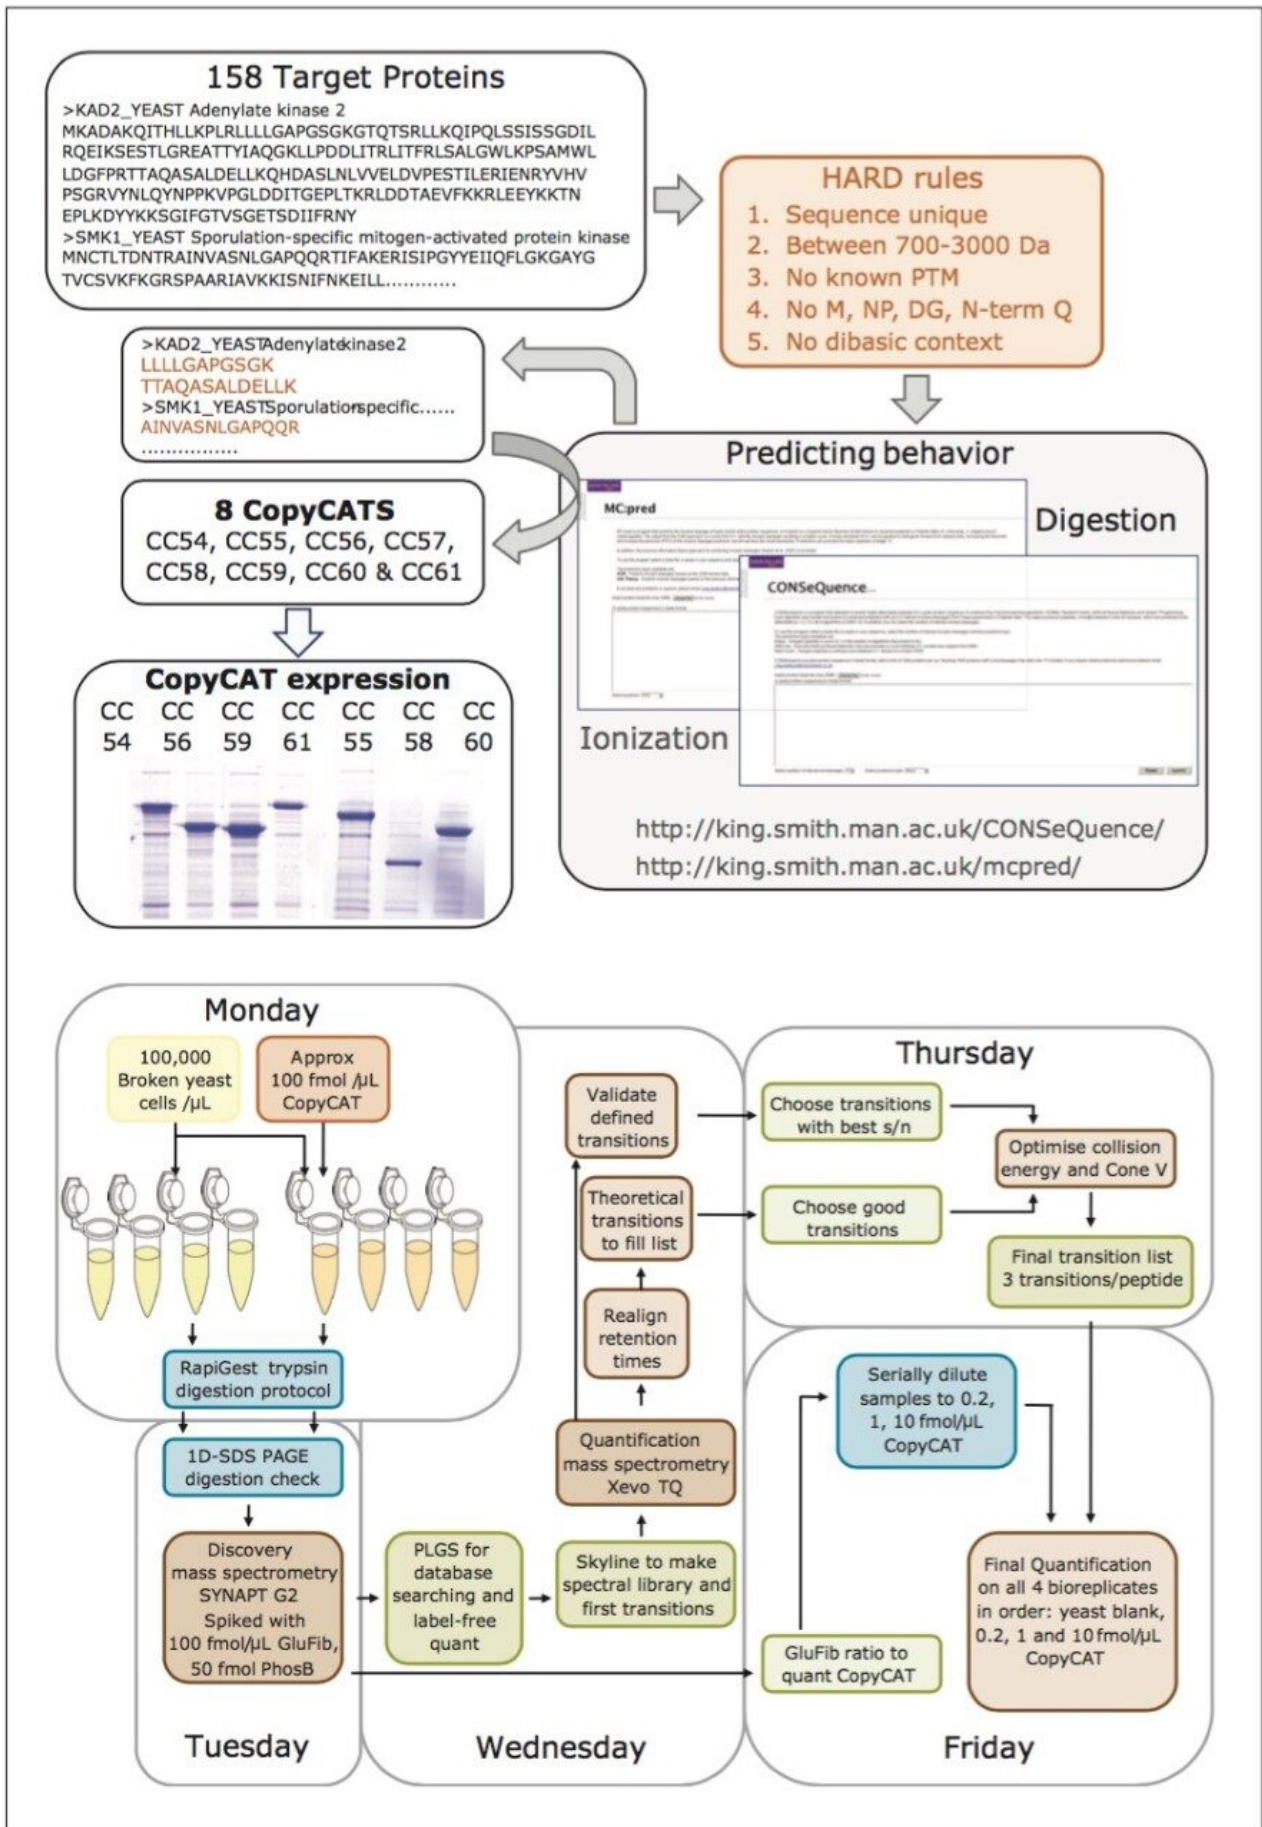 158 Target Proteins
>KAD2_YEAST Adenylate kinase 2
MKADAKQITHLLKPLRLLLLGAPGSGKGTQTSRLLKQIPQLSSISSGDIL
RQEIKSESTLGREATTYIAQGKLLPDDLITRLITFRLSALGWLKPSAMWL
LDGFPRTTAQASALDELLKQHDASLNLVVELDVPESTILERIENRYVHV
PSGRVYNLQYNPPKVPGLDDITGEPLTKRLDDTAEVFKKRLEEYKKTN
EPLKDYYKKSGIFGTVSGETSDIIFRNY
>SMK1_YEAST Sporulation-specific mitogen-activated protein kinase
MNCTLTDNTRAINVASNLGAPQQRTIFAKERISIPGYYEIIQFLGKGAYG
TVCSVKFKGRSPAARIAVKKISNIFNKEILL............
HARD rules
1. Sequence unique
2. Between 700-3000 Da
3. No known PTM
4. No M, NP, DG, N-term Q
5. No dibasic context
>KAD2_YEASTAdenylatekinase2
LLLLGAPGSGK
TTAQASALDELLK
>SMK1_YEASTSporulationspecific......
AINVASNLGAPQQR
................
Predicting behavior
MC:pred
Digestion
CONSeQuence...
Ionization
http://king.smith.man.ac.uk/CONSeQuence/
http://king.smith.man.ac.uk/mcpred/
8 CopyCATS
CC54, CC55, CC56, CC57,
CC58, CC59, CC60 & CC61
CopyCAT expression
CC CC CC CC CC CC CC
54 56 59 61 55 58 60
Monday
100,000
Broken yeast
cells /µL
Approx
100 fmol /µL
CopyCAT
RapiGest trypsin
digestion protocol
1D-SDS PAGE
digestion check
Discovery
mass spectrometry
SYNAPT G2
Spiked with
100 fmol/µL GluFib,
50 fmol PhosB
Tuesday
PLGS for
database
searching and
label-free
quant
Skyline to make
spectral library and
first transitions
Quantification
mass spectrometry
Xevo TQ
Realign
retention
times
Theoretical
transitions
to fill list
Validate
defined
transitions
Wednesday
Thursday
Choose transitions
with best s/n
Choose good
transitions
Optimise collision
energy and Cone V
Final transition list
3 transitions/peptide
Serially dilute
samples to 0.2,
1, 10 fmol/µL
CopyCAT
GluFib ratio to
quant CopyCAT
Final Quantification
on all 4 bioreplicates
in order: yeast blank,
0.2, 1 and 10 fmol/µL
CopyCAT
Friday